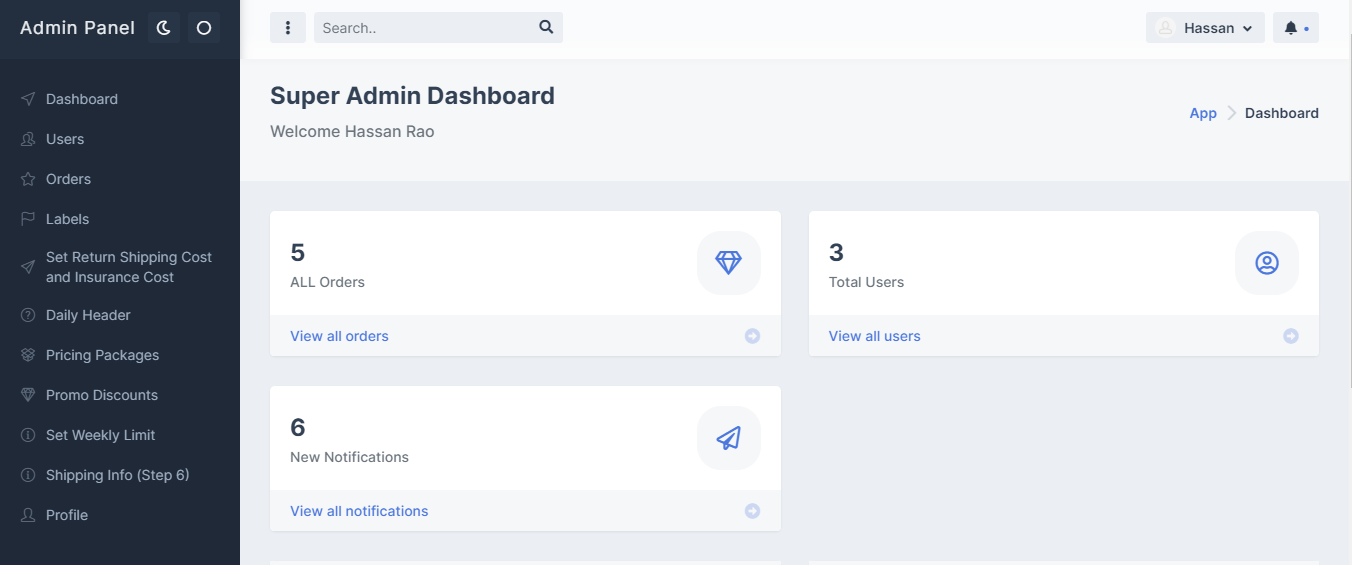 Admin Panel
Search..
Hassan
Dashboard
Users
Orders
Labels
Set Return Shipping Cost
and Insurance Cost
Daily Header
Pricing Packages
Promo Discounts
Set Weekly Limit
Shipping Info (Step 6)
Profile
Super Admin Dashboard
Welcome Hassan Rao
App
Dashboard
5
ALL Orders
View all orders
3
Total Users
View all users
6
New Notifications
View all notifications